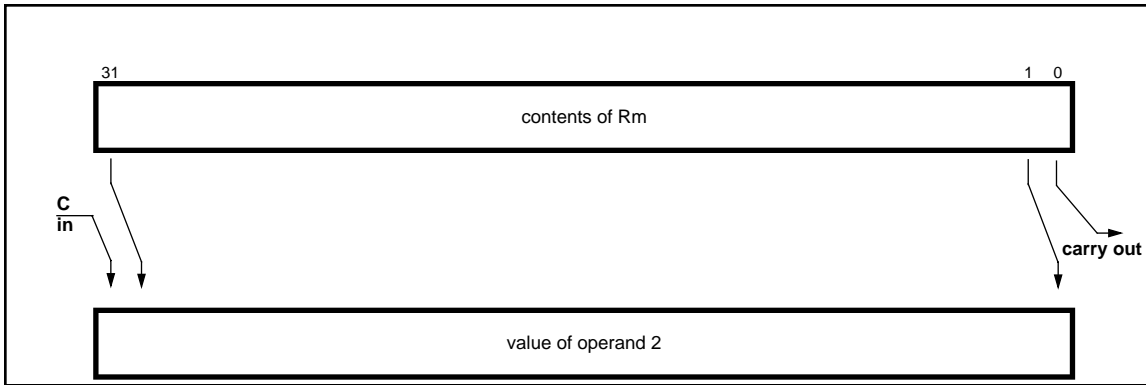 31
1 0
contents of Rm
C
in
carry out
value of operand 2